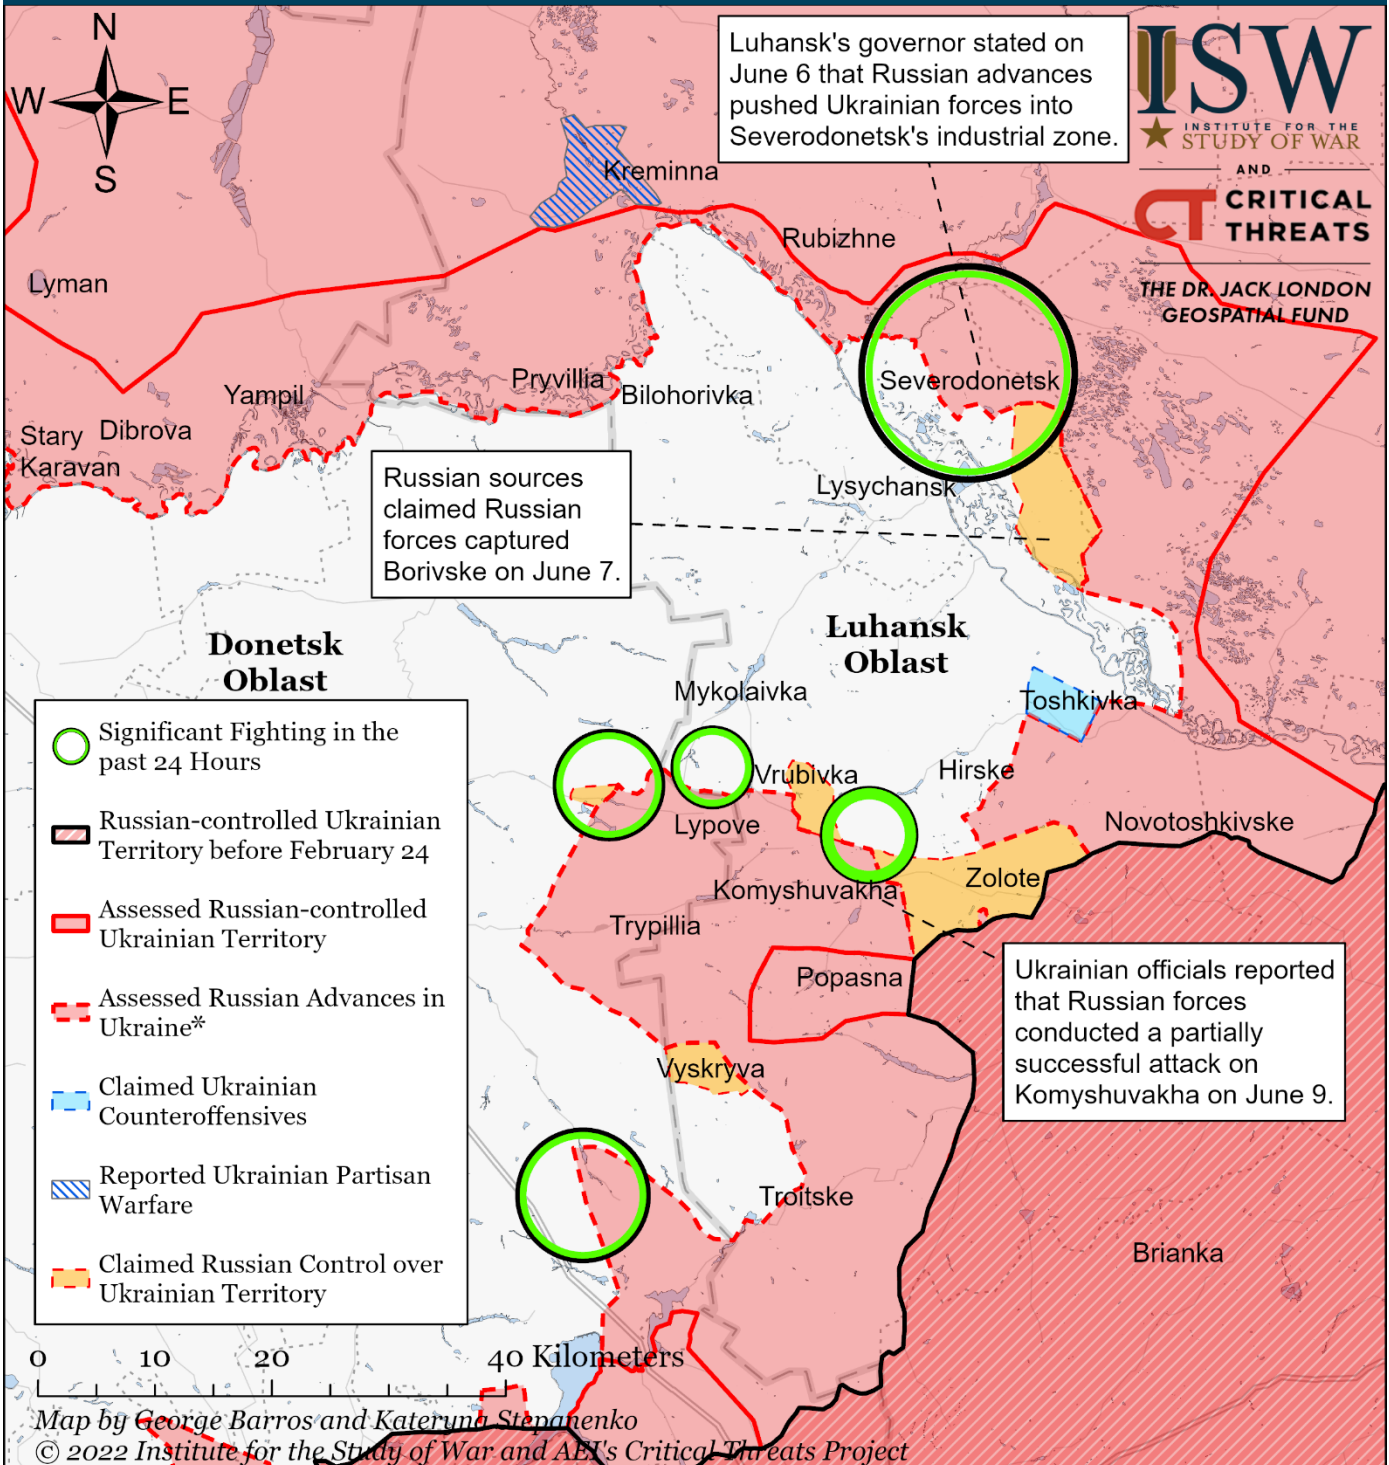 N
W
E
S
Luhansk's governor stated on
June 6 that Russian advances
pushed Ukrainian forces into
Severodonetsk's industrial zone.
ISW
INSTITUTE FOR THE
STUDY OF WAR
AND
CT CRITICAL
THREATS
THE DR. JACK LONDON
GEOSPATIAL FUND
Kreminna
Rubizhne
Lyman
Severodonetsk
Pryvillia
Bilohorivka
Yampil
Stary
Karavan
Dibrova
Lysychansk
Russian sources
claimed Russian
forces captured
Borivske on June 7.
Donetsk
Oblast
Luhansk
Oblast
Mykolaivka
Toshkivka
Vrubivka
Hirske
Lypove
Novotoshkivske
Komyshuvakha
Zolote
Trypillia
Popasna
Ukrainian officials reported
that Russian forces
conducted a partially
successful attack on
Komyshuvakha on June 9.
Vyskryva
Troitske
Brianka
Significant Fighting in the
past 24 Hours
Russian-controlled Ukrainian
Territory before February 24
Assessed Russian-controlled
Ukrainian Territory
Assessed Russian Advances in
Ukraine*
Claimed Ukrainian
Counteroffensives
Reported Ukrainian Partisan
Warfare
Claimed Russian Control over
Ukrainian Territory
0 10 20 40 Kilometers
Map by George Barros and Kateryna Stepanenko
© 2022 Institute for the Study of War and AEI's Critical Threats Project